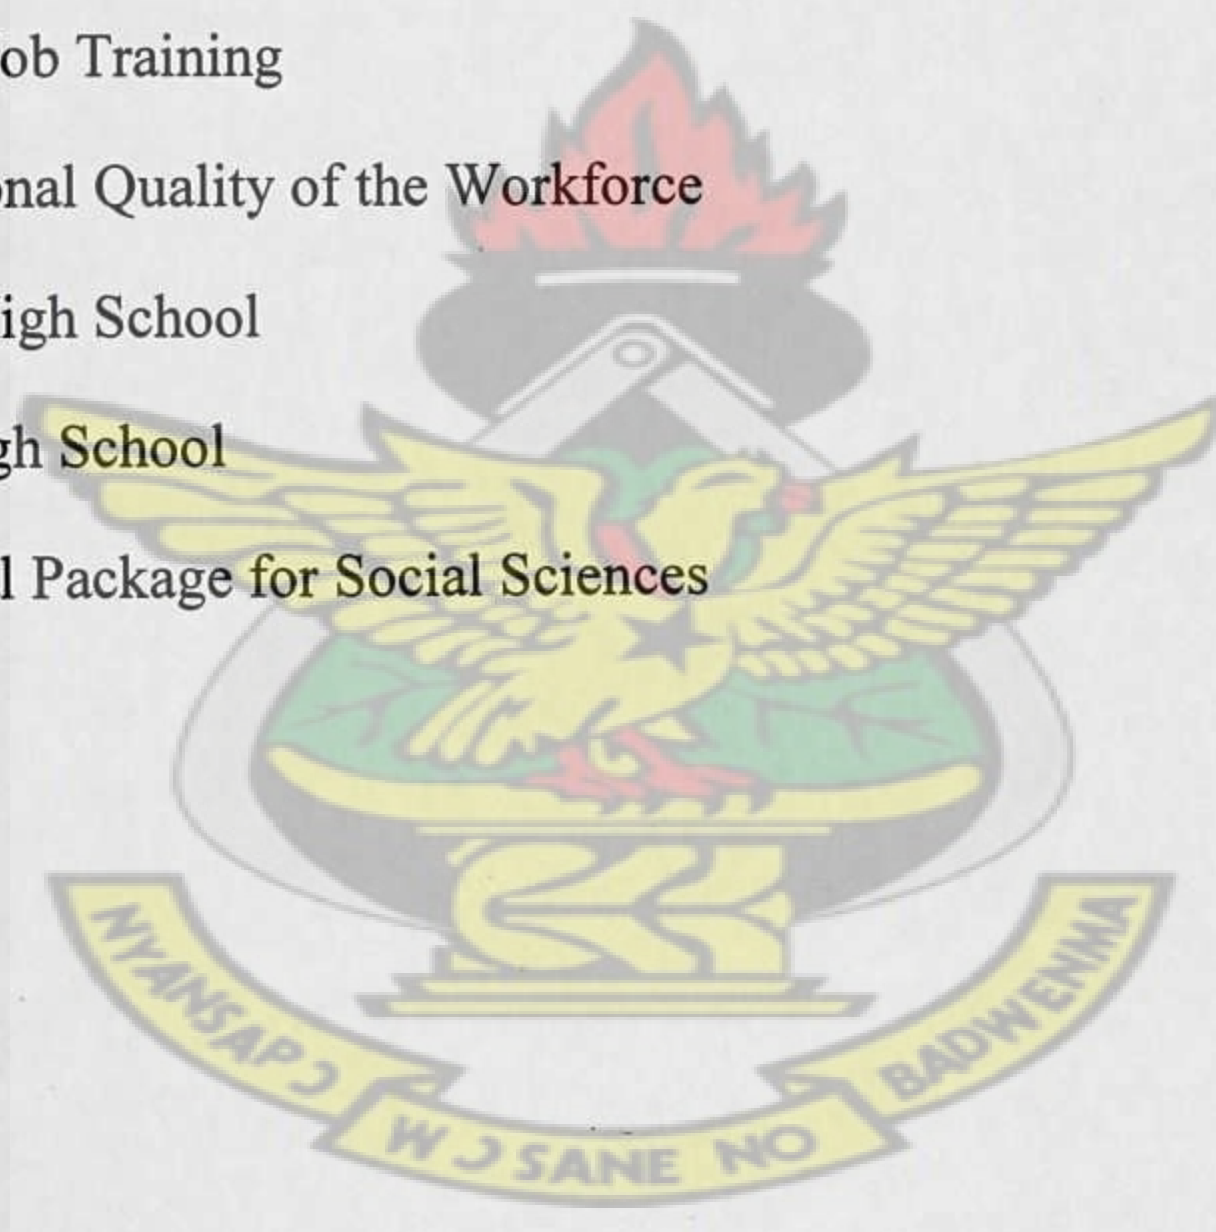 ob Training
nal Quality of the Workforce
igh School
gh School
l Package for Social Sciences
NYANSAPƆ
WƆSANE NO
BADWENMA